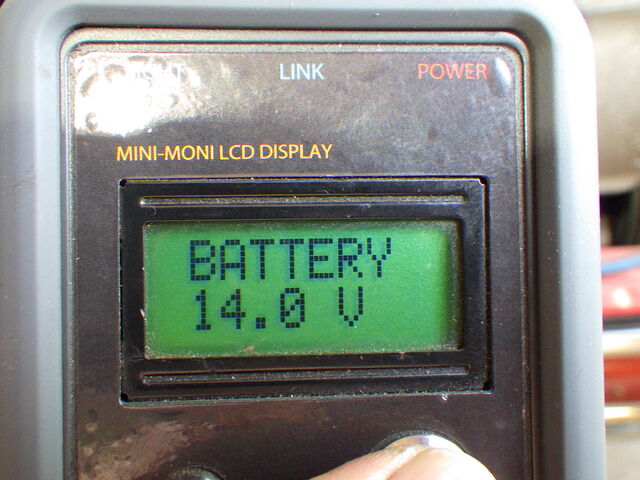 LINK POWER
MINI-MONI LCD DISPLAY
BATTERY
14.0 V